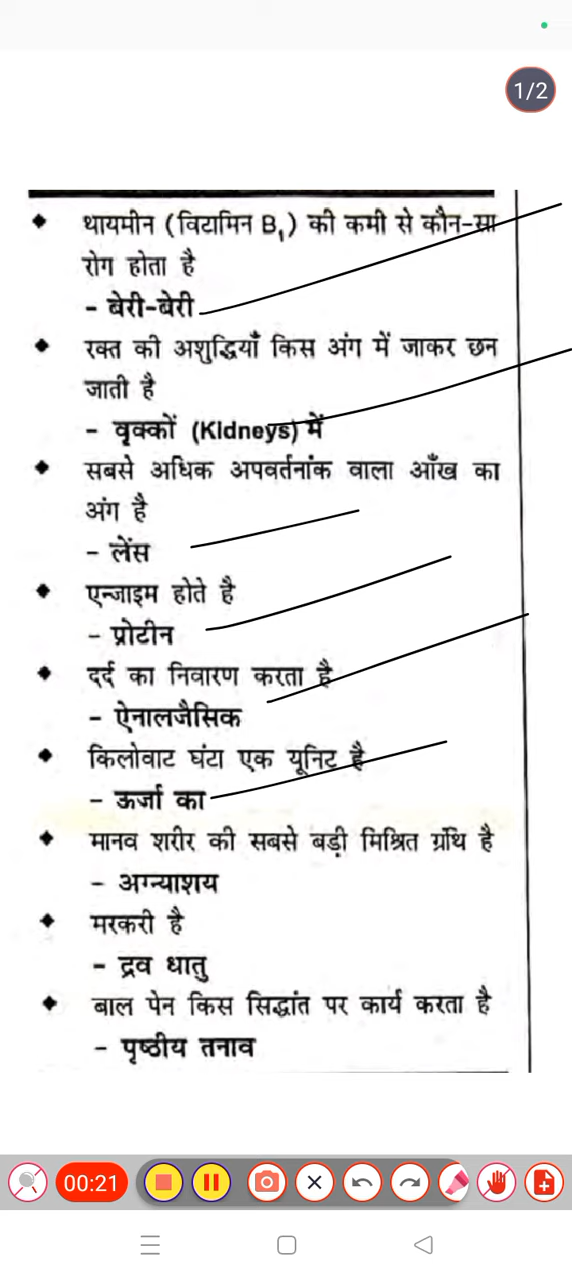 1/2
◆ थायमीन (विटामिन B₁) की कमी से कौन-सा
रोग होता है
- बेरी-बेरी
◆ रक्त की अशुद्धियाँ किस अंग में जाकर छन
जाती है
- वृक्कों (Kidneys) में
◆ सबसे अधिक अपवर्तनांक वाला आँख का
अंग है
- लेंस
◆ एन्जाइम होते है
- प्रोटीन
◆ दर्द का निवारण करता है
- ऐनालजैसिक
◆ किलोवाट घंटा एक यूनिट है
- ऊर्जा का
◆ मानव शरीर की सबसे बड़ी मिश्रित ग्रंथि है
- अग्न्याशय
◆ मरकरी है
- द्रव धातु
◆ बाल पेन किस सिद्धांत पर कार्य करता है
- पृष्ठीय तनाव
00:21